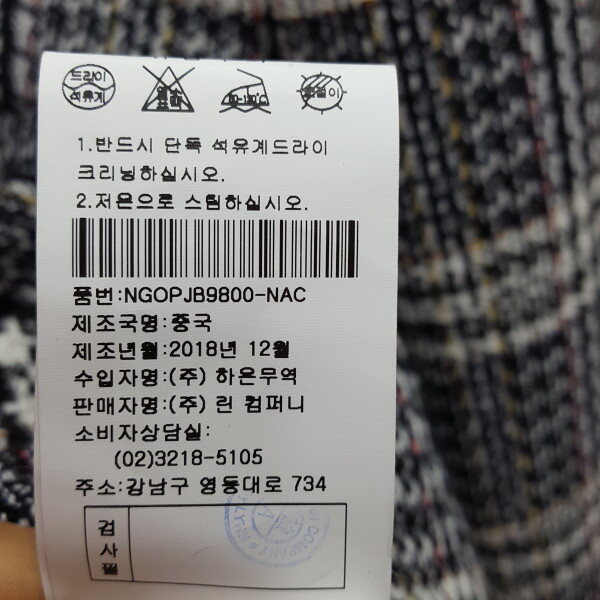 드라이
석유계
1.반드시 단독 석유계드라이
크리닝하십시오.
2.저온으로 스팀하십시오.
품번:NGOPJB9800-NAC
제조국명:중국
제조년월:2018년 12월
수입자명:(주) 하은무역
판매자명:(주) 린 컴퍼니
소비자상담실:
(02)3218-5105
주소:강남구 영동대로 734
검사필
COMPANY